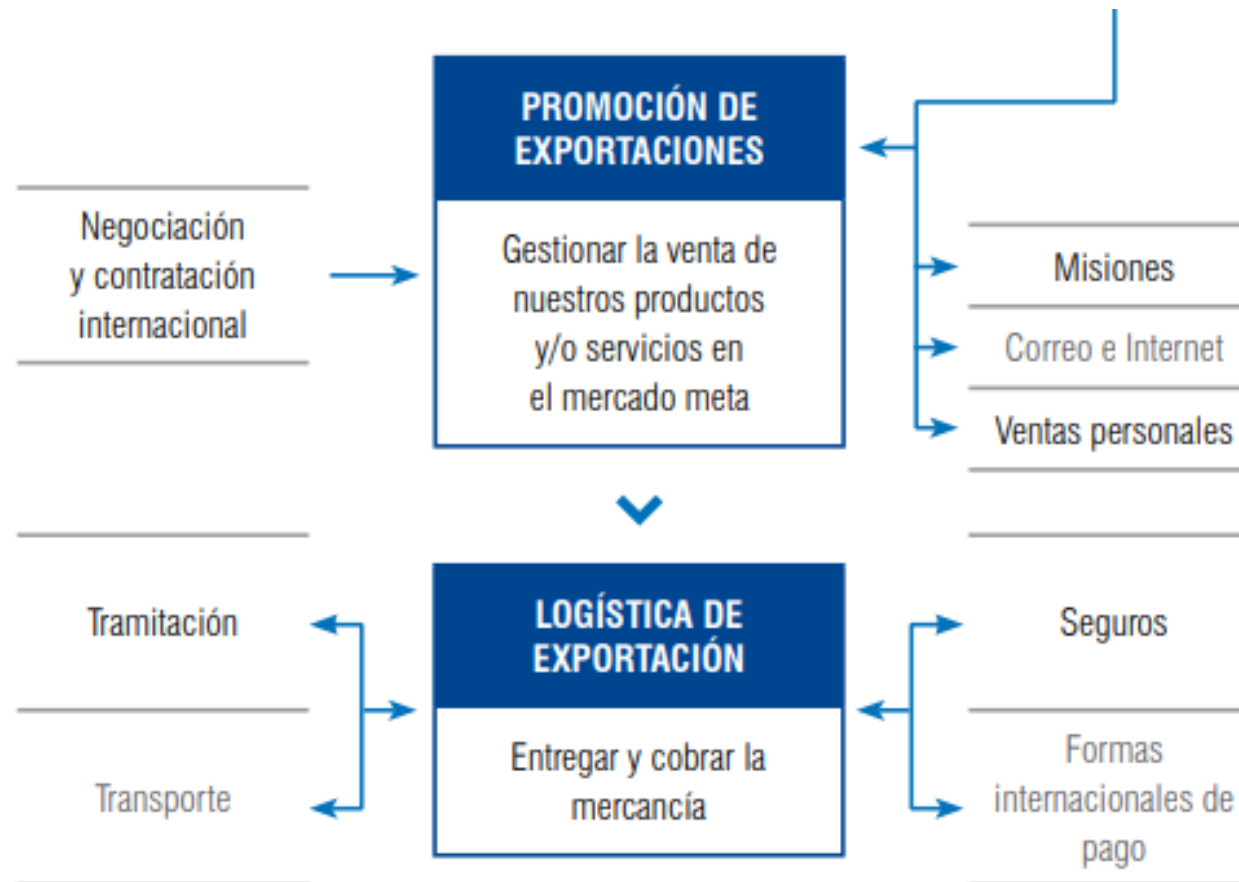 PROMOCIÓN DE
EXPORTACIONES
Negociación
y contratación
internacional
Gestionar la venta de
nuestros productos
y/o servicios en
el mercado meta
Misiones
Correo e Internet
Ventas personales
Tramitación
Transporte
LOGÍSTICA DE
EXPORTACIÓN
Entregar y cobrar la
mercancía
Seguros
Formas
internacionales de
pago